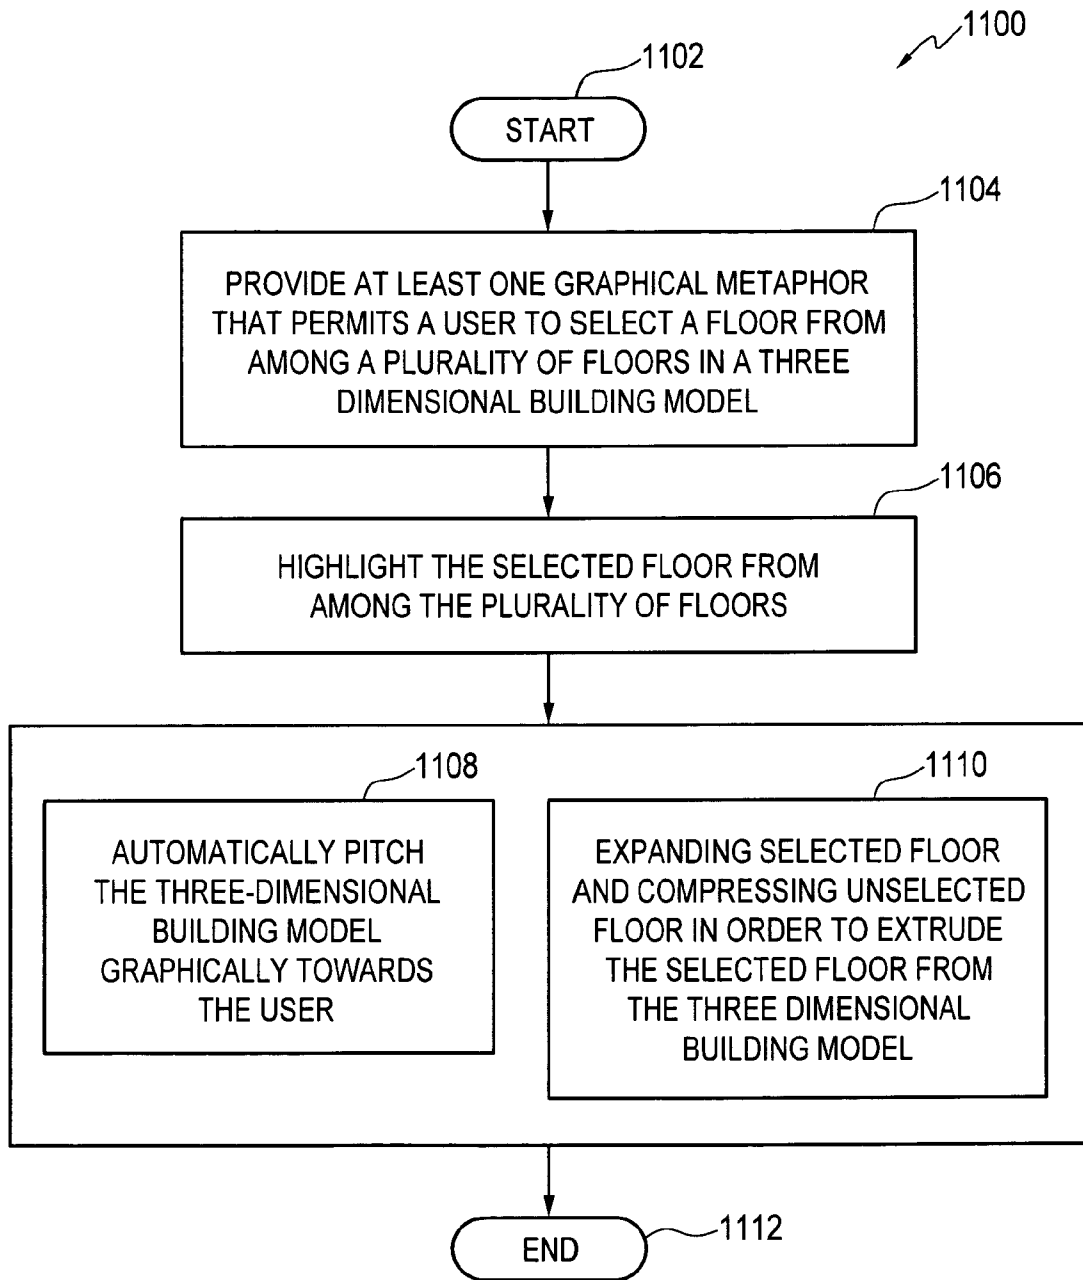 1100
1102
START
1104
PROVIDE AT LEAST ONE GRAPHICAL METAPHOR
THAT PERMITS A USER TO SELECT A FLOOR FROM
AMONG A PLURALITY OF FLOORS IN A THREE
DIMENSIONAL BUILDING MODEL
1106
HIGHLIGHT THE SELECTED FLOOR FROM
AMONG THE PLURALITY OF FLOORS
1108
AUTOMATICALLY PITCH
THE THREE-DIMENSIONAL
BUILDING MODEL
GRAPHICALLY TOWARDS
THE USER
1110
EXPANDING SELECTED FLOOR
AND COMPRESSING UNSELECTED
FLOOR IN ORDER TO EXTRUDE
THE SELECTED FLOOR FROM
THE THREE DIMENSIONAL
BUILDING MODEL
END
1112